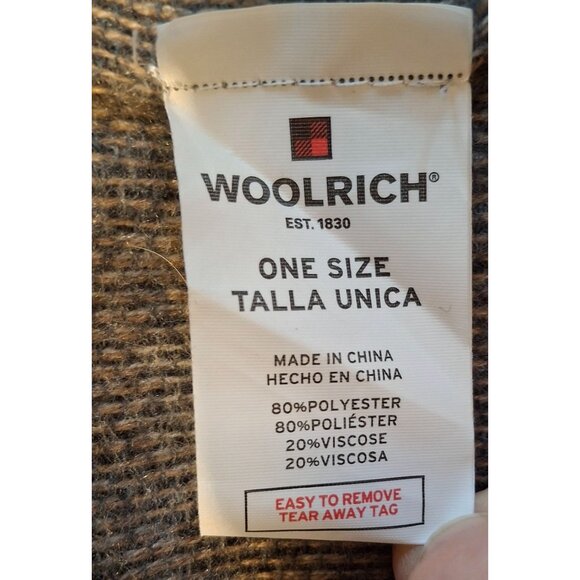 WOOLRICH®
EST. 1830
ONE SIZE
TALLA UNICA
MADE IN CHINA
HECHO EN CHINA
80%POLYESTER
80%POLIÉSTER
20%VISCOSE
20%VISCOSA
EASY TO REMOVE
TEAR AWAY TAG